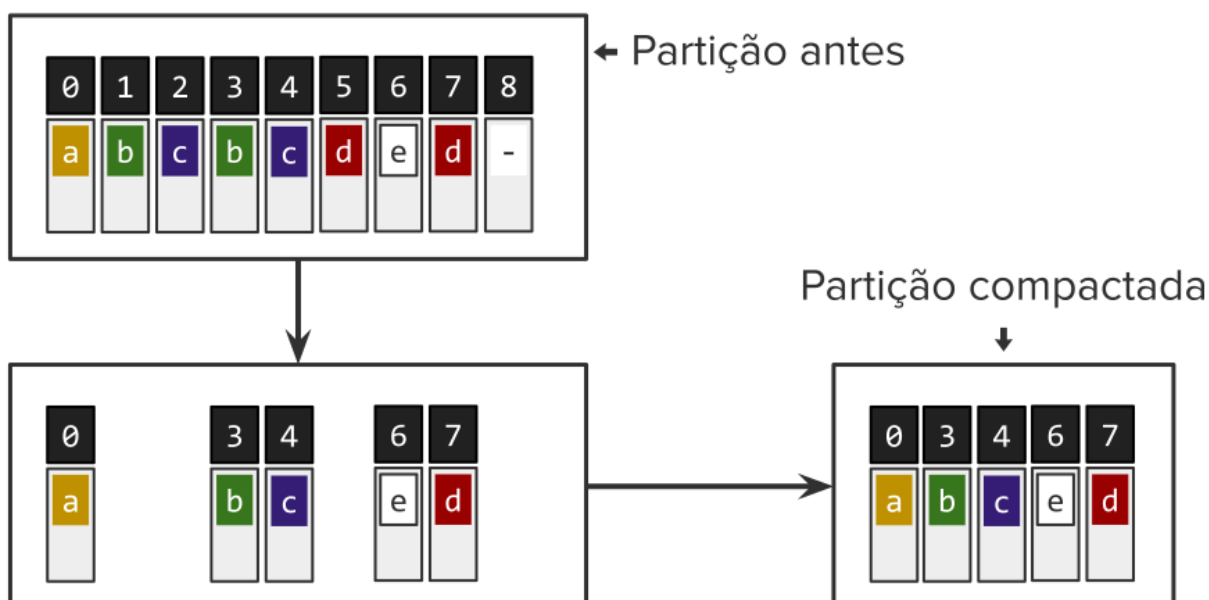 ← Partição antes
0 1 2 3 4 5 6 7 8
a b c b c d e d -
Partição compactada
↓
0 3 4 6 7
a b c e d
0 3 4 6 7
a b c e d